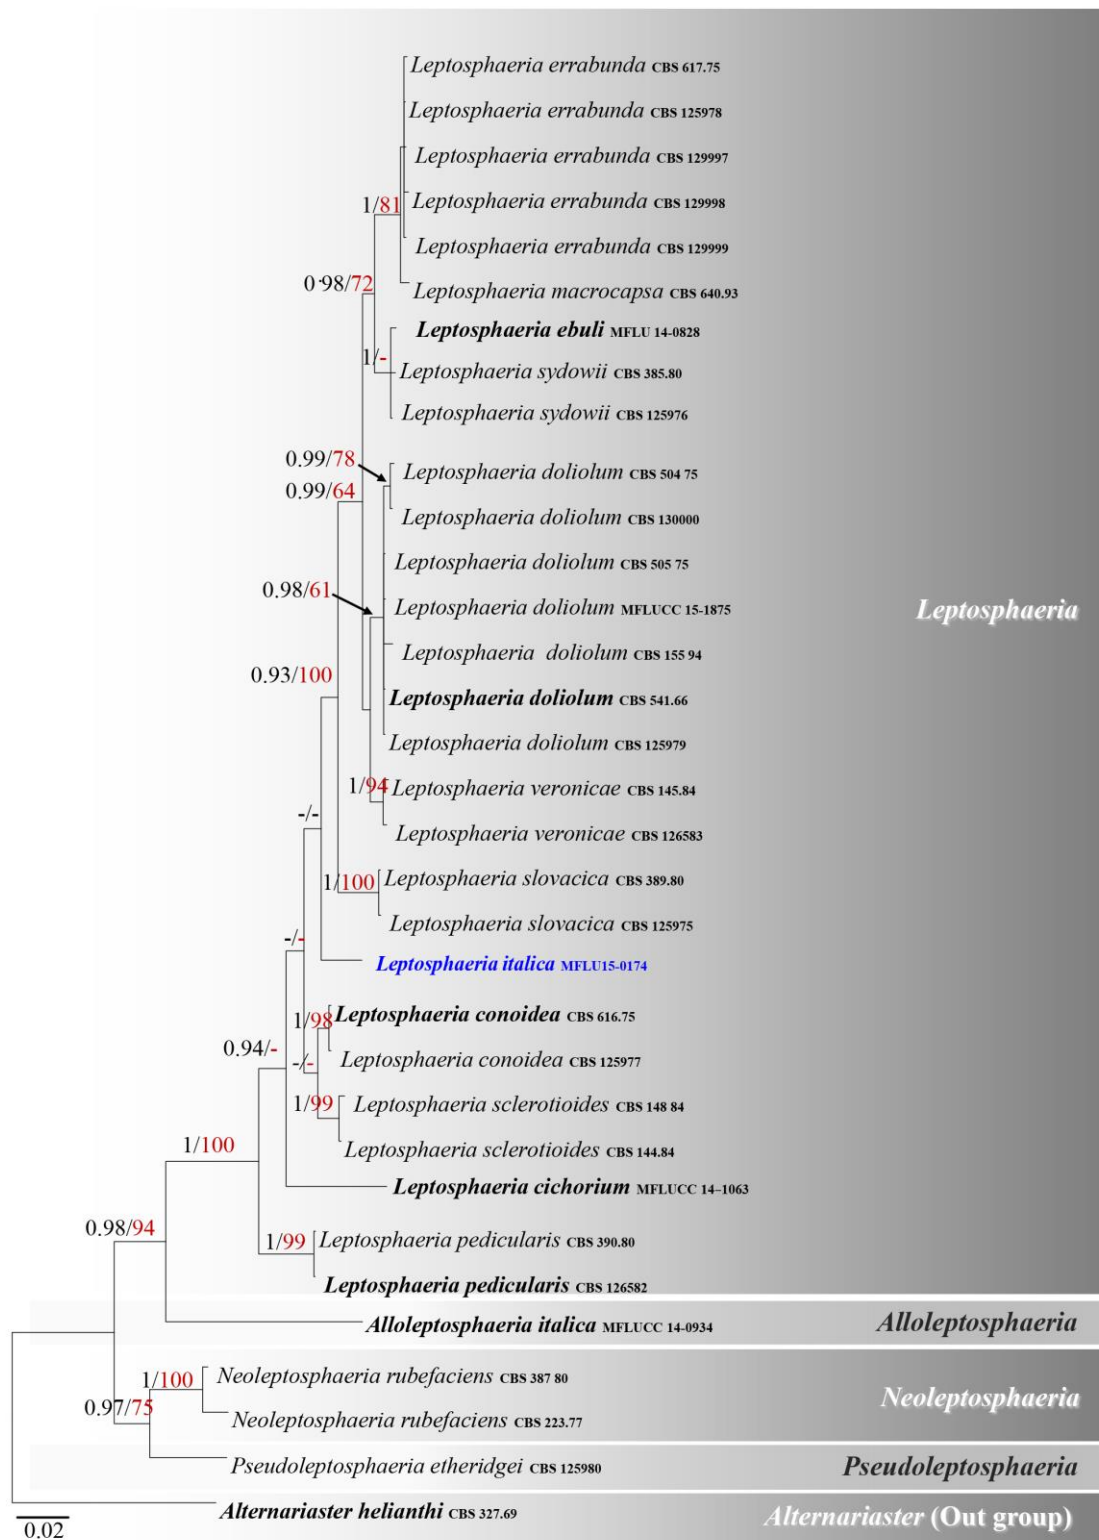 Leptosphaeria errabunda CBS 617.75
Leptosphaeria errabunda CBS 125978
Leptosphaeria errabunda CBS 129997
Leptosphaeria errabunda CBS 129998
1/81
Leptosphaeria errabunda CBS 129999
0·98/72
Leptosphaeria macrocapsa CBS 640.93
Leptosphaeria ebuli MFLU 14-0828
1/-
Leptosphaeria sydowii CBS 385.80
Leptosphaeria sydowii CBS 125976
0.99/78
Leptosphaeria doliolum CBS 504 75
0.99/64
Leptosphaeria doliolum CBS 130000
Leptosphaeria doliolum CBS 505 75
0.98/61
Leptosphaeria doliolum MFLUCC 15-1875
Leptosphaeria
Leptosphaeria doliolum CBS 155 94
0.93/100
Leptosphaeria doliolum CBS 541.66
Leptosphaeria doliolum CBS 125979
1/94
Leptosphaeria veronicae CBS 145.84
-/-
Leptosphaeria veronicae CBS 126583
1/100
Leptosphaeria slovacica CBS 389.80
Leptosphaeria slovacica CBS 125975
-/-
Leptosphaeria italica MFLU15-0174
1/98
Leptosphaeria conoidea CBS 616.75
0.94/-
-/-
Leptosphaeria conoidea CBS 125977
1/99
Leptosphaeria sclerotioides CBS 148 84
1/100
Leptosphaeria sclerotioides CBS 144.84
Leptosphaeria cichorium MFLUCC 14–1063
0.98/94
1/99
Leptosphaeria pedicularis CBS 390.80
Leptosphaeria pedicularis CBS 126582
Alloleptosphaeria italica MFLUCC 14-0934
Alloleptosphaeria
1/100
Neoleptosphaeria rubefaciens CBS 387 80
Neoleptosphaeria
0.97/75
Neoleptosphaeria rubefaciens CBS 223.77
Pseudoleptosphaeria etheridgei CBS 125980
Pseudoleptosphaeria
Alternariaster helianthi CBS 327.69
Alternariaster (Out group)
0.02